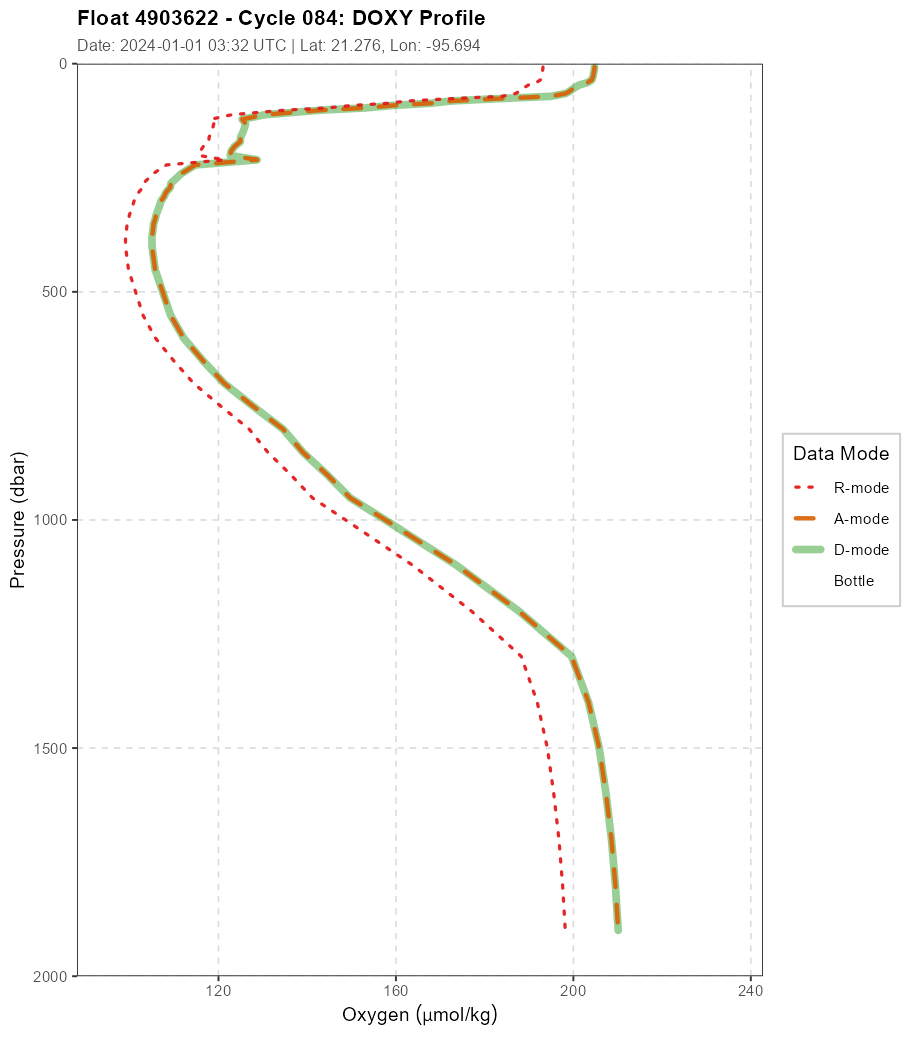 Float 4903622 - Cycle 084: DOXY Profile
Date: 2024-01-01 03:32 UTC | Lat: 21.276, Lon: -95.694
0
500
1000
1500
2000
Pressure (dbar)
120
160
200
240
Oxygen (μmol/kg)
Data Mode
R-mode
A-mode
D-mode
Bottle